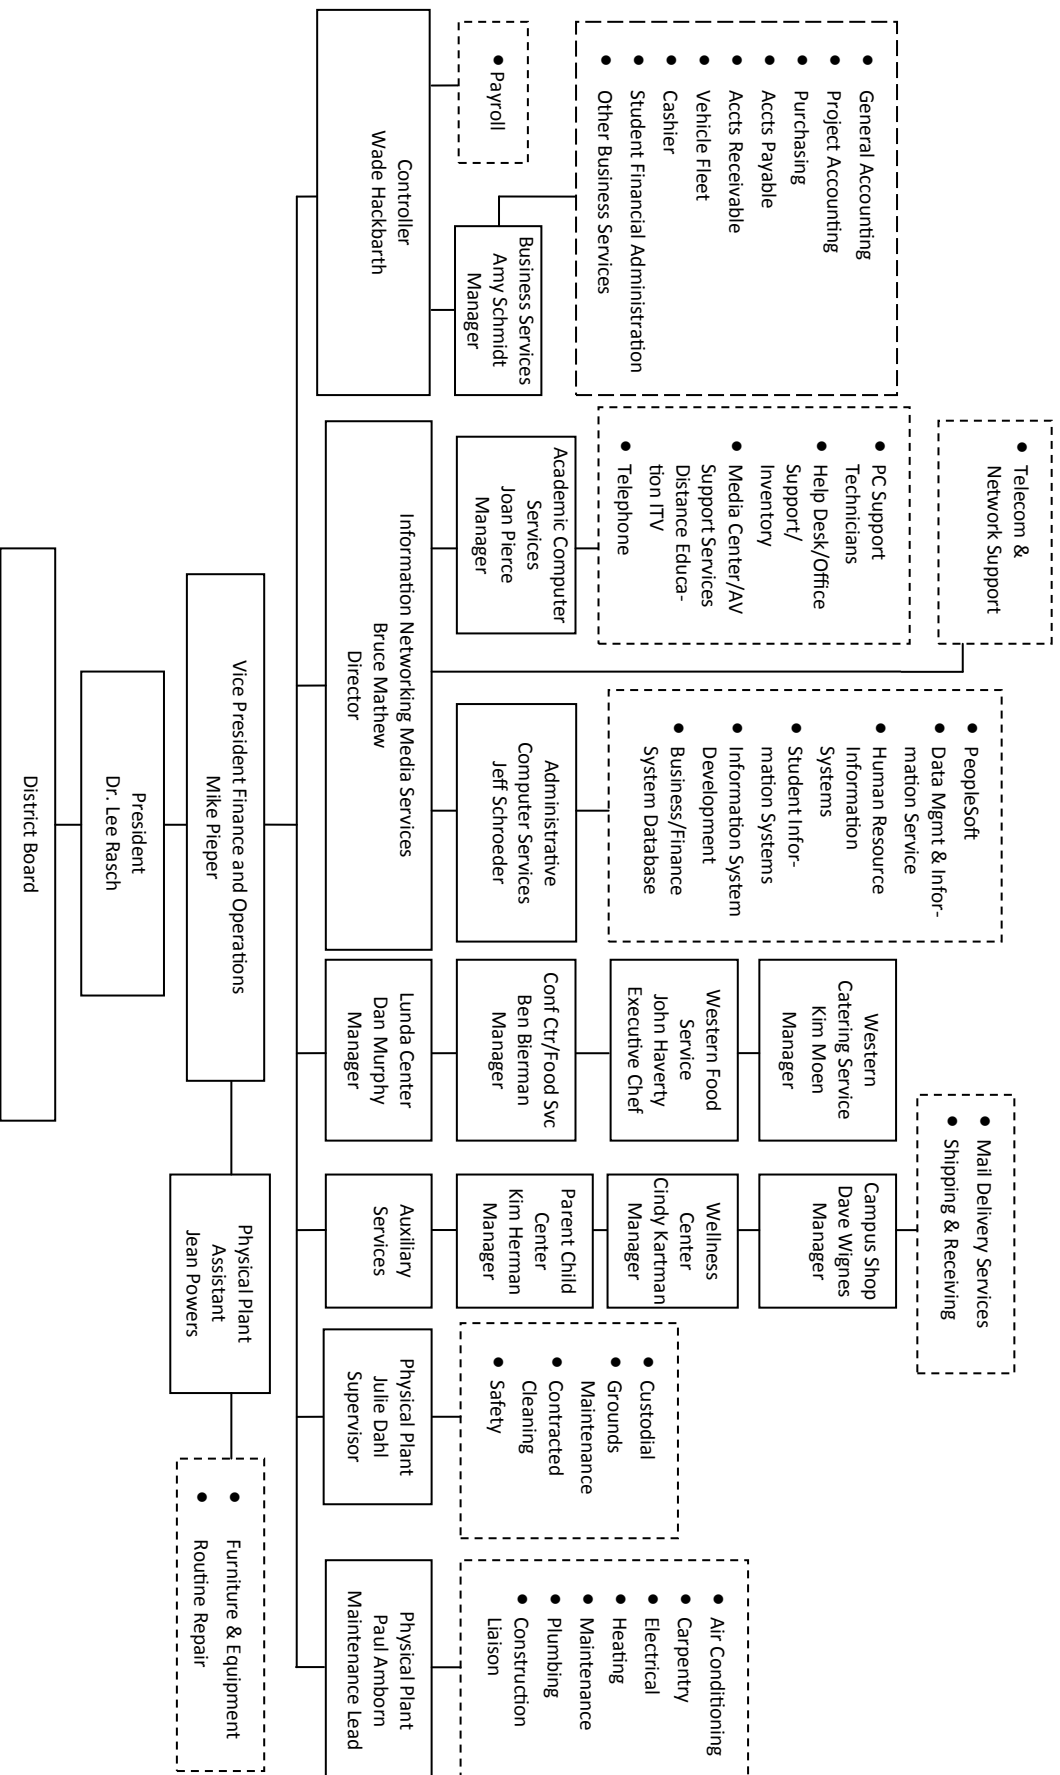 General Accounting
Project Accounting
Purchasing
Accts Payable
Accts Receivable
Vehicle Fleet
Cashier
Student Financial Administration
Other Business Services
Payroll
Business Services
Amy Schmidt
Manager
Controller
Wade Hackbarth
Telecom &
Network Support
PC Support
Technicians
Help Desk/Office
Support/
Inventory
Media Center/AV
Support Services
Distance Educa-
tion ITV
Telephone
Academic Computer
Services
Joan Pierce
Manager
PeopleSoft
Data Mgmt & Infor-
mation Service
Human Resource
Information
Systems
Student Infor-
mation Systems
Information System
Development
Business/Finance
System Database
Administrative
Computer Services
Jeff Schroeder
Information Networking Media Services
Bruce Mathew
Director
Western
Catering Service
Kim Moen
Manager
Western Food
Service
John Haverty
Executive Chef
Conf Ctr/Food Svc
Ben Bierman
Manager
Lunda Center
Dan Murphy
Manager
Mail Delivery Services
Shipping & Receiving
Campus Shop
Dave Wignes
Manager
Wellness
Center
Cindy Kartman
Manager
Parent Child
Center
Kim Herman
Manager
Auxiliary
Services
Custodial
Grounds
Maintenance
Contracted
Cleaning
Safety
Physical Plant
Julie Dahl
Supervisor
Air Conditioning
Carpentry
Electrical
Heating
Maintenance
Plumbing
Construction
Liaison
Physical Plant
Paul Amborn
Maintenance Lead
Vice President Finance and Operations
Mike Pieper
Physical Plant
Assistant
Jean Powers
Furniture & Equipment
Routine Repair
President
Dr. Lee Rasch
District Board